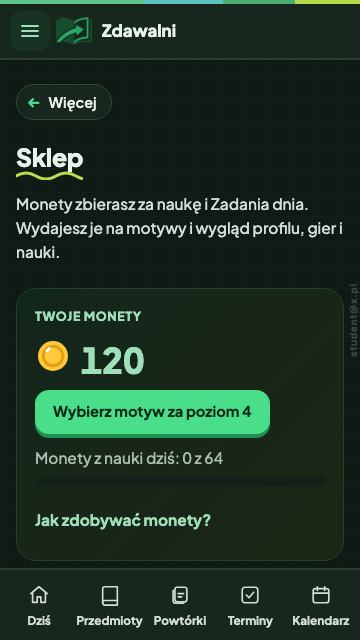 Zdawalni
Więcej
Sklep
Monety zbierasz za naukę i Zadania dnia.
Wydajesz je na motywy i wygląd profilu, gier i
nauki.
student@x.pl
TWOJE MONETY
120
Wybierz motyw za poziom 4
Monety z nauki dziś: 0 z 64
Jak zdobywać monety?
Dziś
Przedmioty
Powtórki
Terminy
Kalendarz